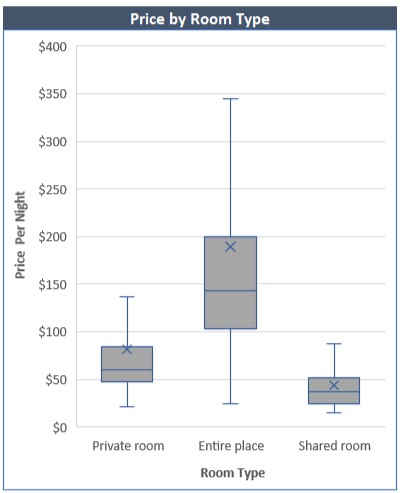 Price by Room Type
$400
$350
$300
$250
$200
$150
$100
$50
$0
Price Per Night
Private room
Entire place
Shared room
Room Type